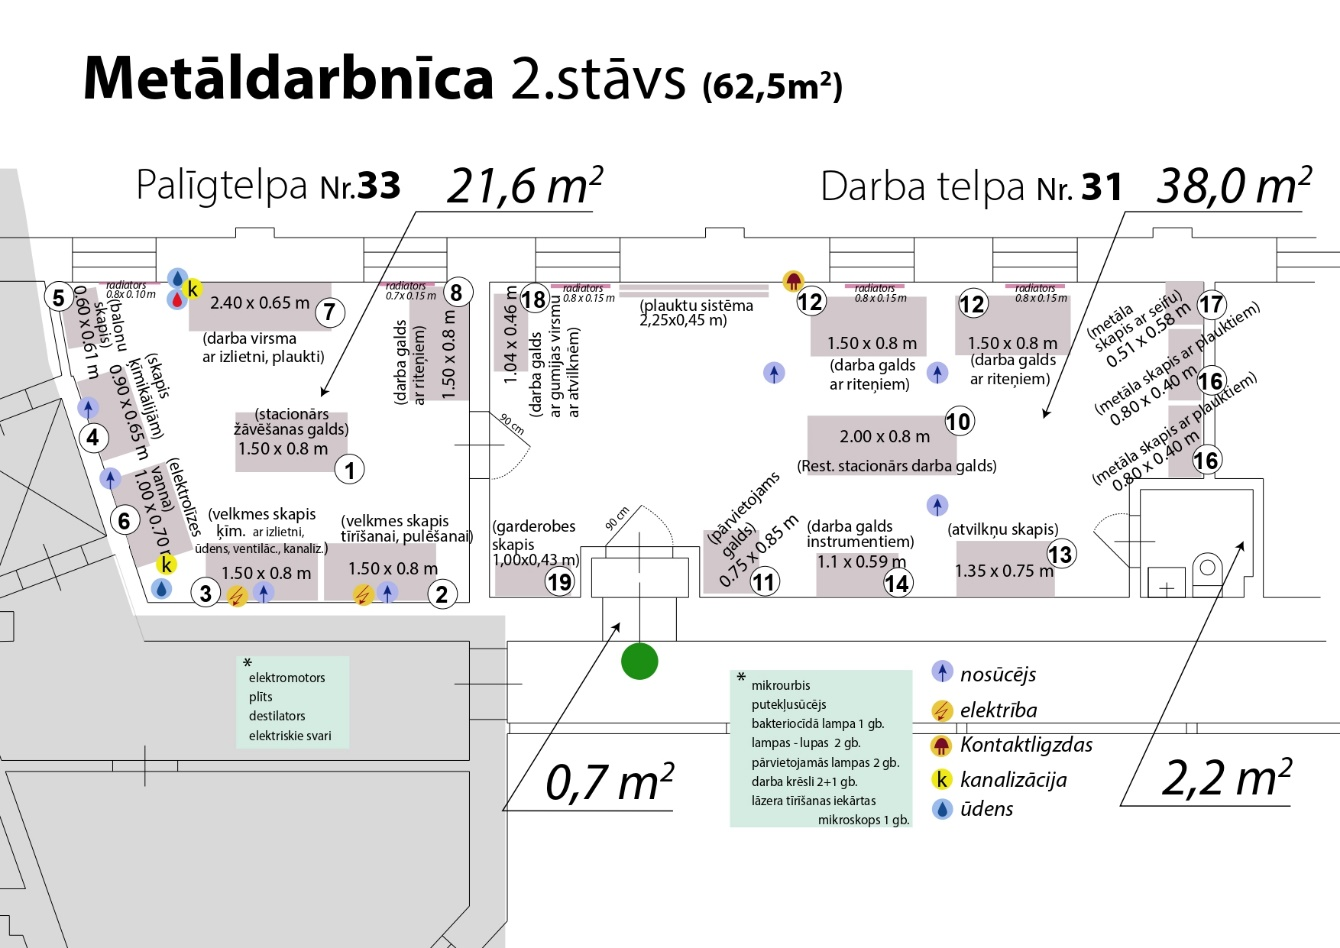 Metāldarbnīca 2.stāvs (62,5m²)
Palīgtelpa Nr.33
21,6 m²
Darba telpa Nr. 31
38,0 m²
5
radiators
0.8x 0.10 m
k
2.40 x 0.65 m
7
(darba virsma
ar izlietni, plaukti)
radiators
0.7x 0.15 m
8
(darba galds
ar riteņiem)
1.50 x 0.8 m
(balonu
skapis)
0.60 x 0.61 m
(skapis
ķīmikālijām)
0.90 x 0.65 m
4
(stacionārs
žāvēšanas galds)
1.50 x 0.8 m
1
90 cm
(elektrolīzes
vanna)
1.00 x 0.70 m
6
k
(velkmes skapis
ķīm. ar izlietni,
ūdens, ventilāc., kanaliz.)
1.50 x 0.8 m
3
(velkmes skapis
tīrīšanai, pulēšanai)
1.50 x 0.8 m
2
18
radiators
0.8 x 0.15 m
1.04 x 0.46 m
(darba galds
ar gumijas virsmu
ar atvilknēm)
(plauktu sistēma
2,25x0,45 m)
12
radiators
0.8 x 0.15 m
1.50 x 0.8 m
(darba galds
ar riteņiem)
12
radiators
0.8 x 0.15 m
1.50 x 0.8 m
(darba galds
ar riteņiem)
(metāla
skapis ar seifu)
0.51 x 0.58 m
17
(metāla skapis ar plauktiem)
0.80 x 0.40 m
16
(metāla skapis ar plauktiem)
0.80 x 0.40 m
16
10
2.00 x 0.8 m
(Rest. stacionārs darba galds)
(garderobes
skapis
1,00x0,43 m)
19
90 cm
(pārvietojams
galds)
0.75 x 0.85 m
11
(darba galds
instrumentiem)
1.1 x 0.59 m
14
(atvilkņu skapis)
13
1.35 x 0.75 m
*
elektromotors
plīts
destilators
elektriskie svari
*
mikrourbis
putekļusūcējs
bakteriocīdā lampa 1 gb.
lampas - lupas 2 gb.
pārvietojamās lampas 2 gb.
darba krēsli 2+1 gb.
lāzera tīrīšanas iekārtas
mikroskops 1 gb.
nosūcējs
elektrība
Kontaktligzdas
k kanalizācija
ūdens
0,7 m²
2,2 m²